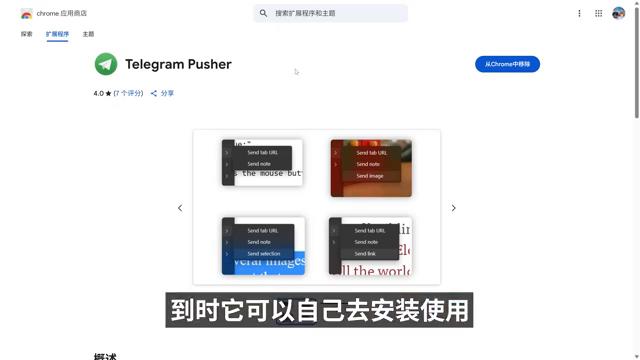 chrome 应用商店
搜索扩展程序和主题
探索
扩展程序
主题
Telegram Pusher
从Chrome中移除
4.0 ★ (7 个评分)
分享
Send tab URL
Send note
s the mouse butt
Send tab URL
Send note
Send image
Send tab URL
Send note
Send selection
veral images
Send tab URL
Send note
Send link
ll the world
到时它可以自己去安装使用
概述